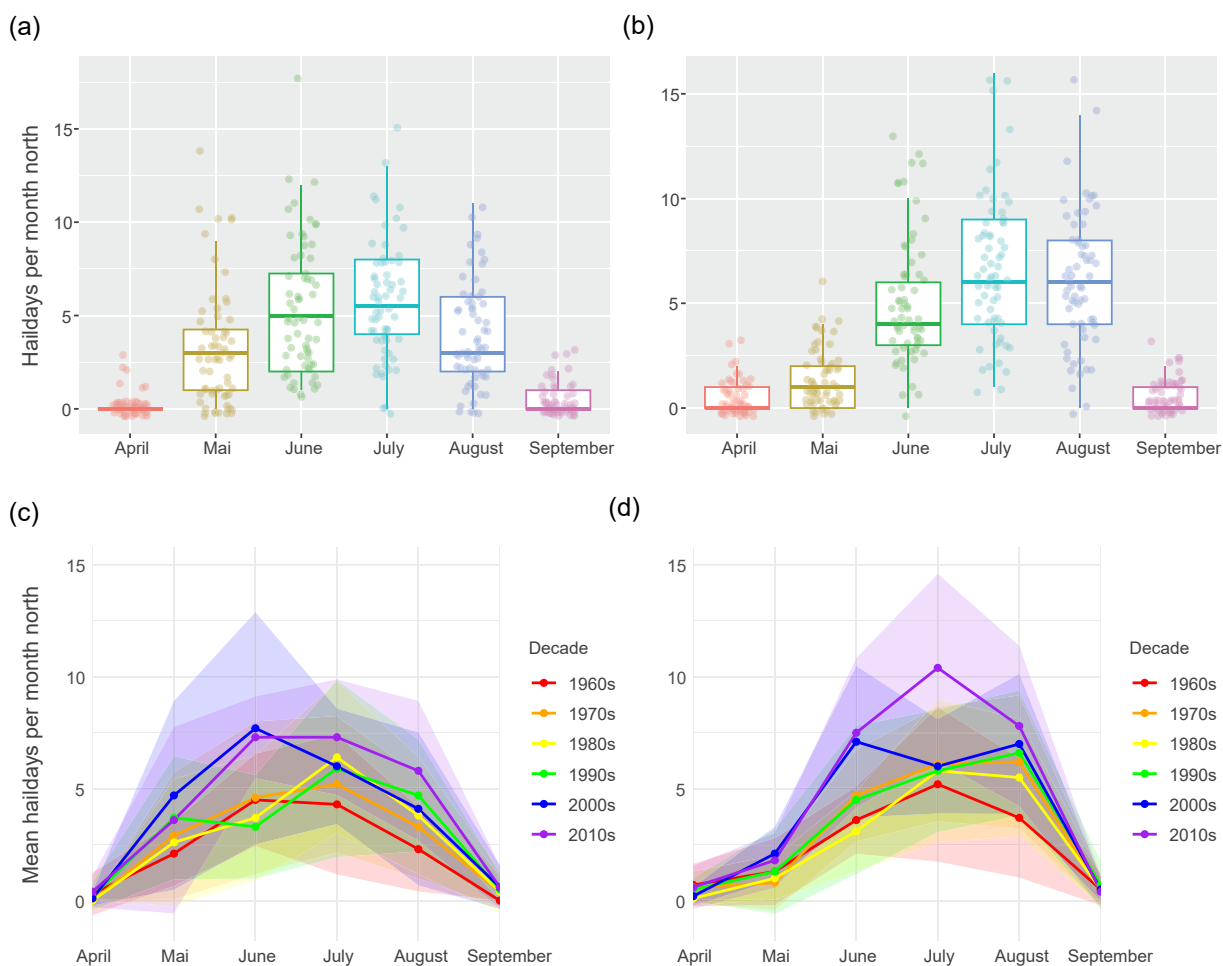 (a)
(b)
Haildays per month north
15
10
5
0
April
Mai
June
July
August
September
15
10
5
0
April
Mai
June
July
August
September
(c)
(d)
Mean haildays per month north
15
10
5
0
April
Mai
June
July
August
September
Decade
1960s
1970s
1980s
1990s
2000s
2010s
15
10
5
0
April
Mai
June
July
August
September
Decade
1960s
1970s
1980s
1990s
2000s
2010s